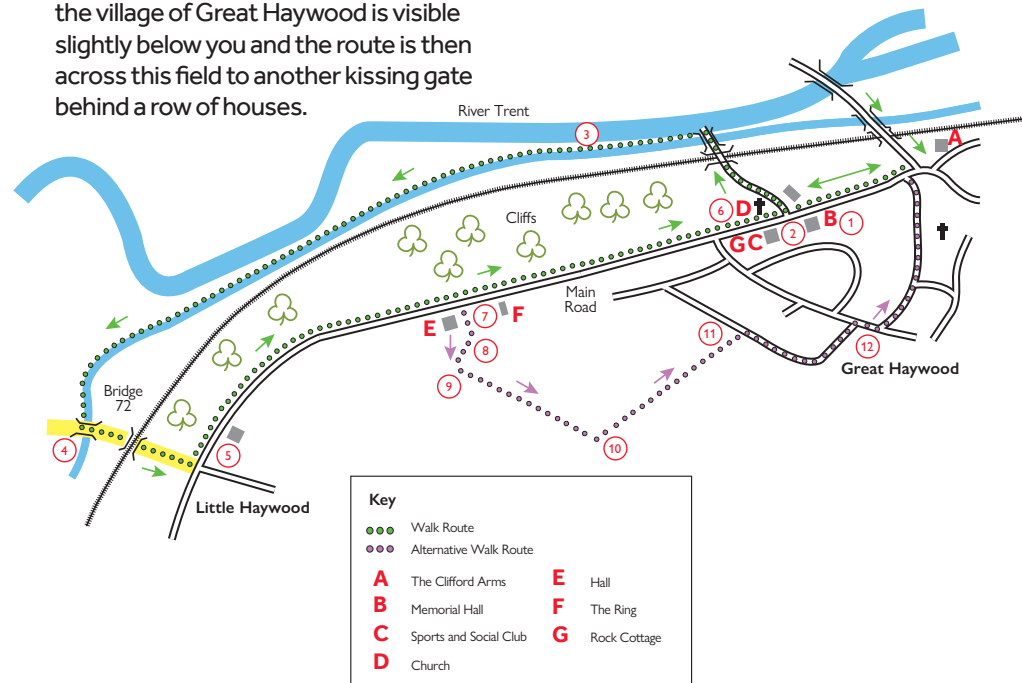 the village of Great Haywood is visible
slightly below you and the route is then
across this field to another kissing gate
behind a row of houses.
River Trent
3
A
Cliffs
6
D
B
1
G
C
2
Main
Road
E
7
F
8
9
10
11
12
Great Haywood
Bridge
72
4
5
Little Haywood
Key
Walk Route
Alternative Walk Route
A The Clifford Arms
B Memorial Hall
C Sports and Social Club
D Church
E Hall
F The Ring
G Rock Cottage